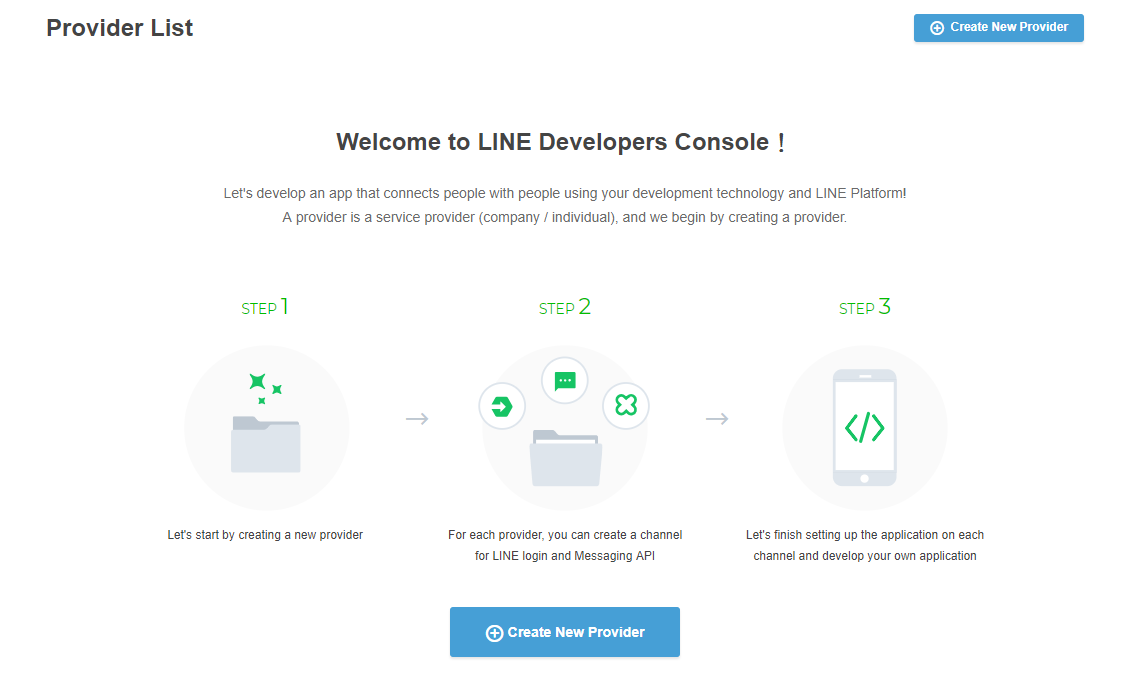 Provider List
Create New Provider
Welcome to LINE Developers Console！
Let's develop an app that connects people with people using your development technology and LINE Platform!
A provider is a service provider (company / individual), and we begin by creating a provider.
STEP 1
STEP 2
STEP 3
Let's start by creating a new provider
For each provider, you can create a channel
for LINE login and Messaging API
Let's finish setting up the application on each
channel and develop your own application
Create New Provider